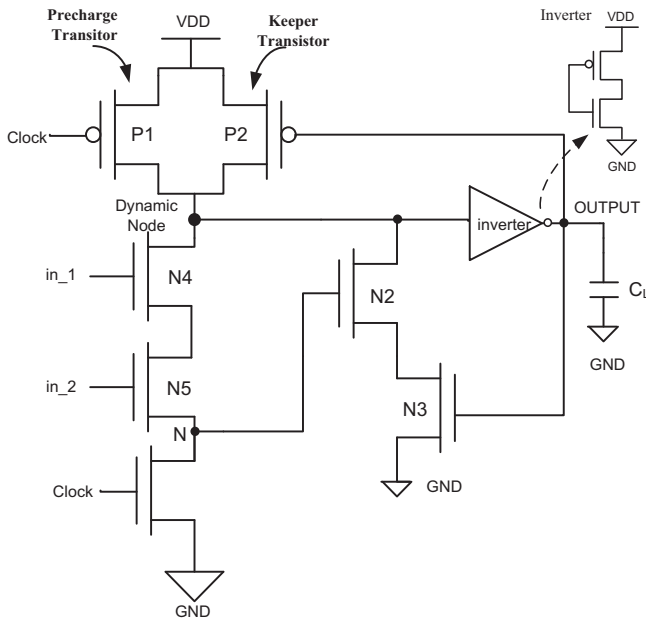 Precharge
Transitor
Keeper
Transistor
VDD
Inverter
VDD
GND
Clock
P1
P2
Dynamic
Node
inverter
OUTPUT
in_1
N4
N2
CL
GND
in_2
N5
N3
N
Clock
GND
GND